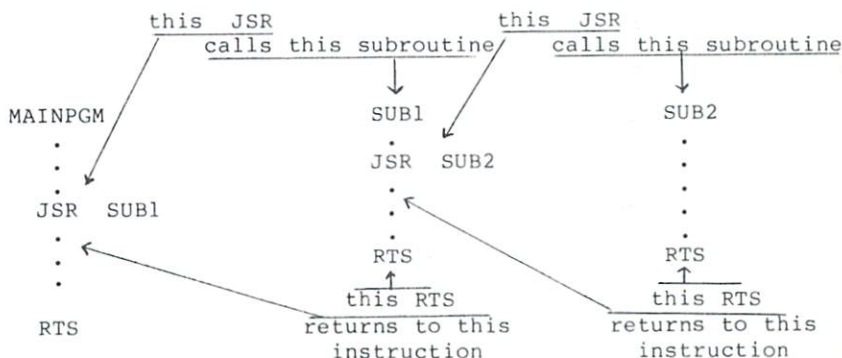 this JSR
calls this subroutine
this JSR
calls this subroutine
MAINPGM
JSR SUB1
RTS
SUB1
JSR SUB2
RTS
this RTS
returns to this
instruction
SUB2
RTS
this RTS
returns to this
instruction